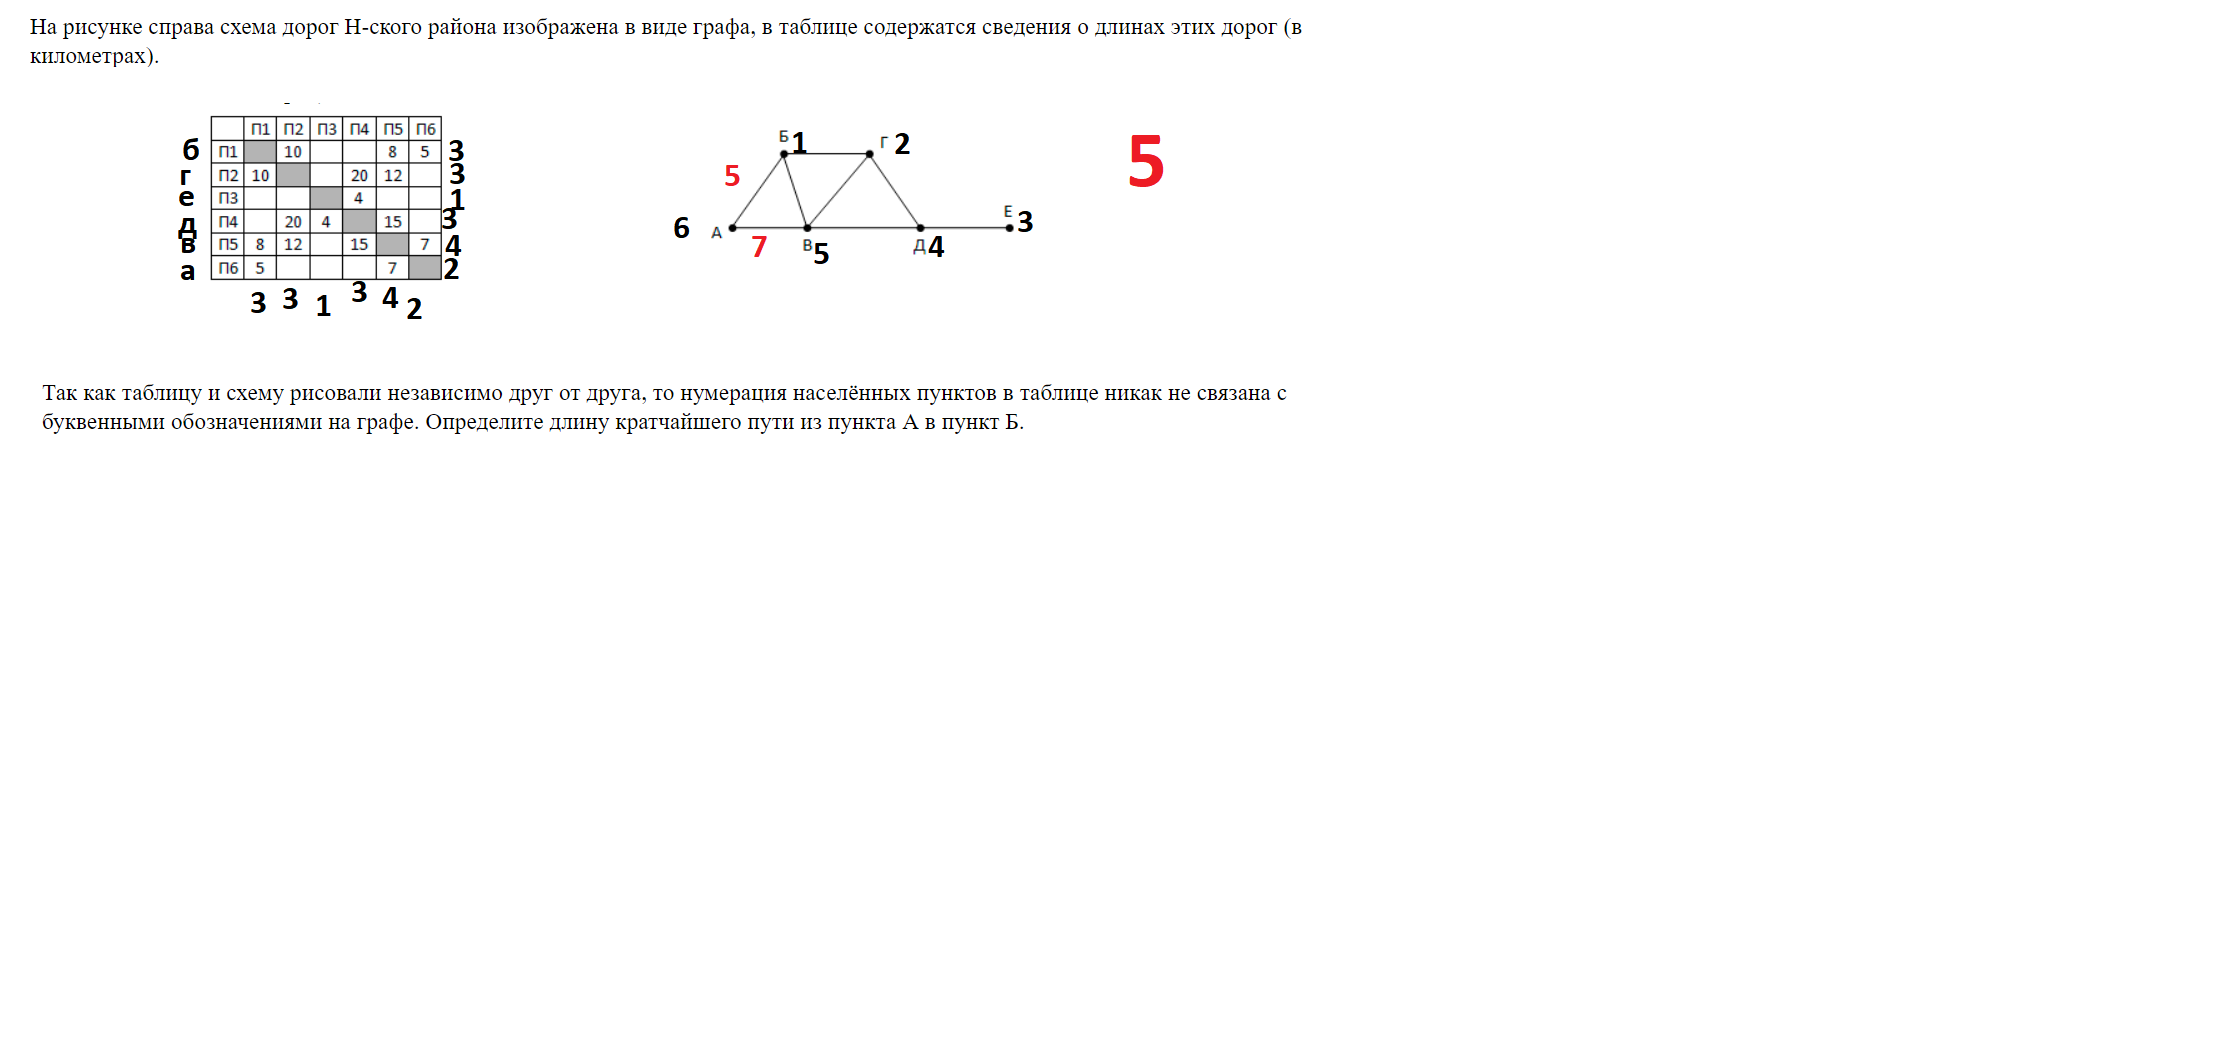 На рисунке справа схема дорог Н-ского района изображена в виде графа, в таблице содержатся сведения о длинах этих дорог (в
километрах).
П1 П2 П3 П4 П5 П6
б П1 10 8 5 3
г П2 10 20 12 3
е П3 4 1
д П4 20 4 15 3
в П5 8 12 15 7 4
а П6 5 7 2
3 3 1 3 4 2
Б 1 Г 2
5
6 А 7 В 5 Д 4 Е 3
5
Так как таблицу и схему рисовали независимо друг от друга, то нумерация населённых пунктов в таблице никак не связана с
буквенными обозначениями на графе. Определите длину кратчайшего пути из пункта А в пункт Б.